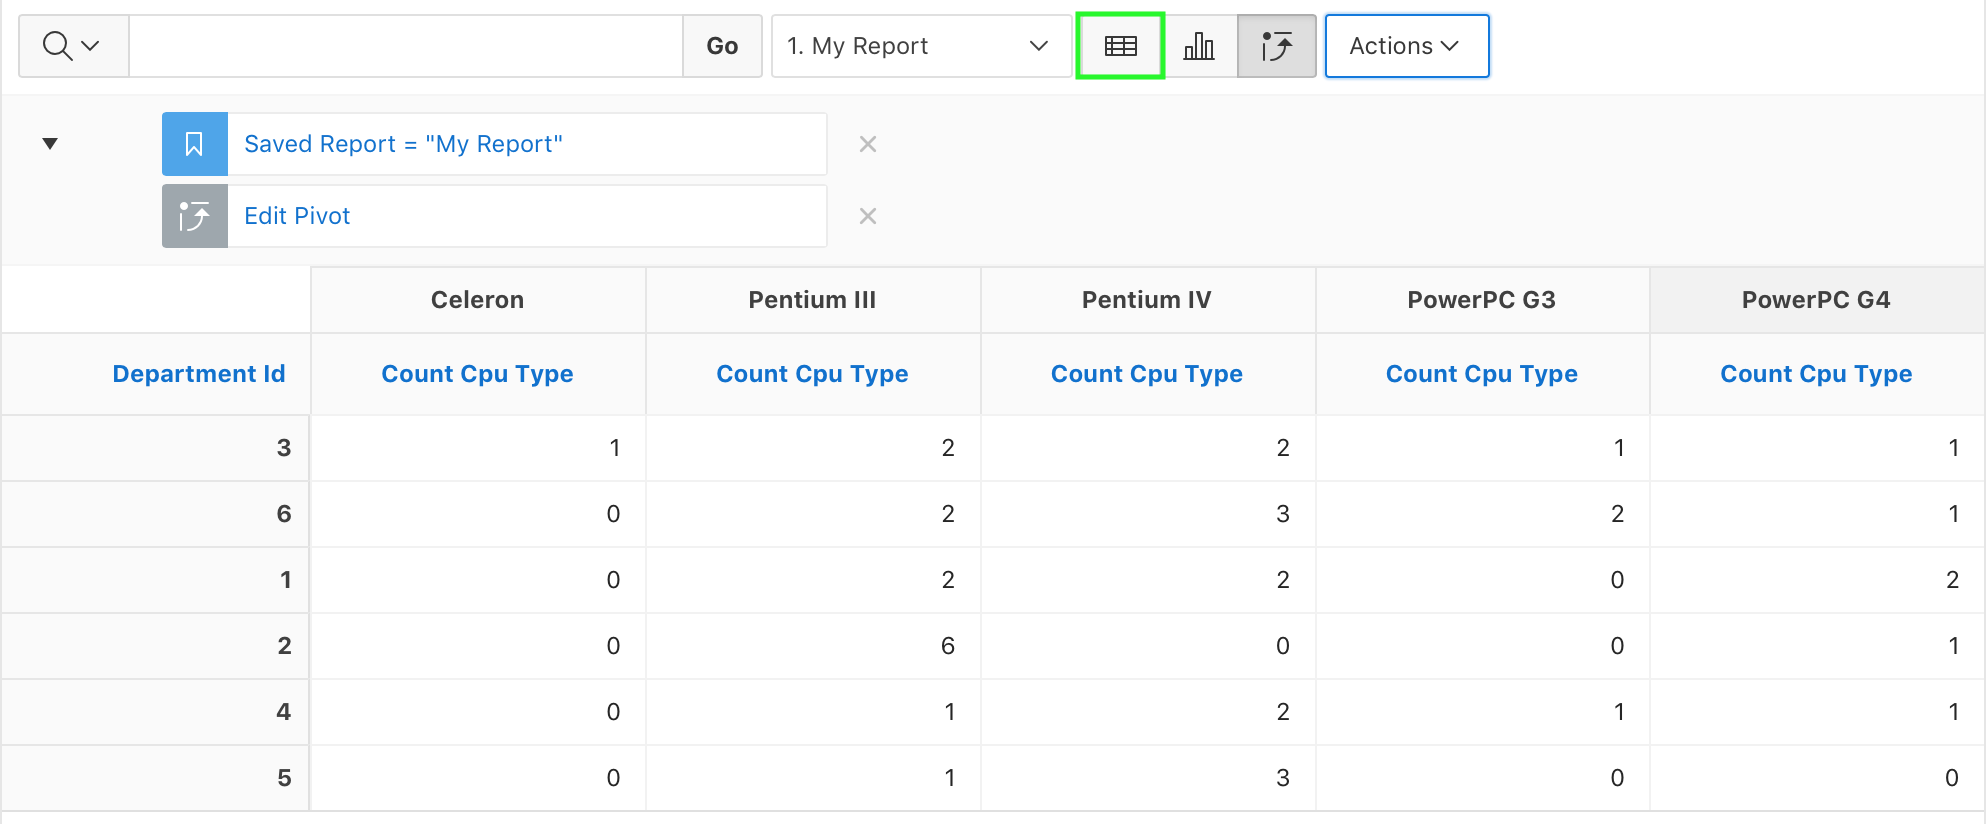 Go 1. My Report Actions
Saved Report = "My Report"
Edit Pivot
Celeron Pentium III Pentium IV PowerPC G3 PowerPC G4
Department Id Count Cpu Type Count Cpu Type Count Cpu Type Count Cpu Type Count Cpu Type
3 1 2 2 1 1
6 0 2 3 2 1
1 0 2 2 0 2
2 0 6 0 0 1
4 0 1 2 1 1
5 0 1 3 0 0